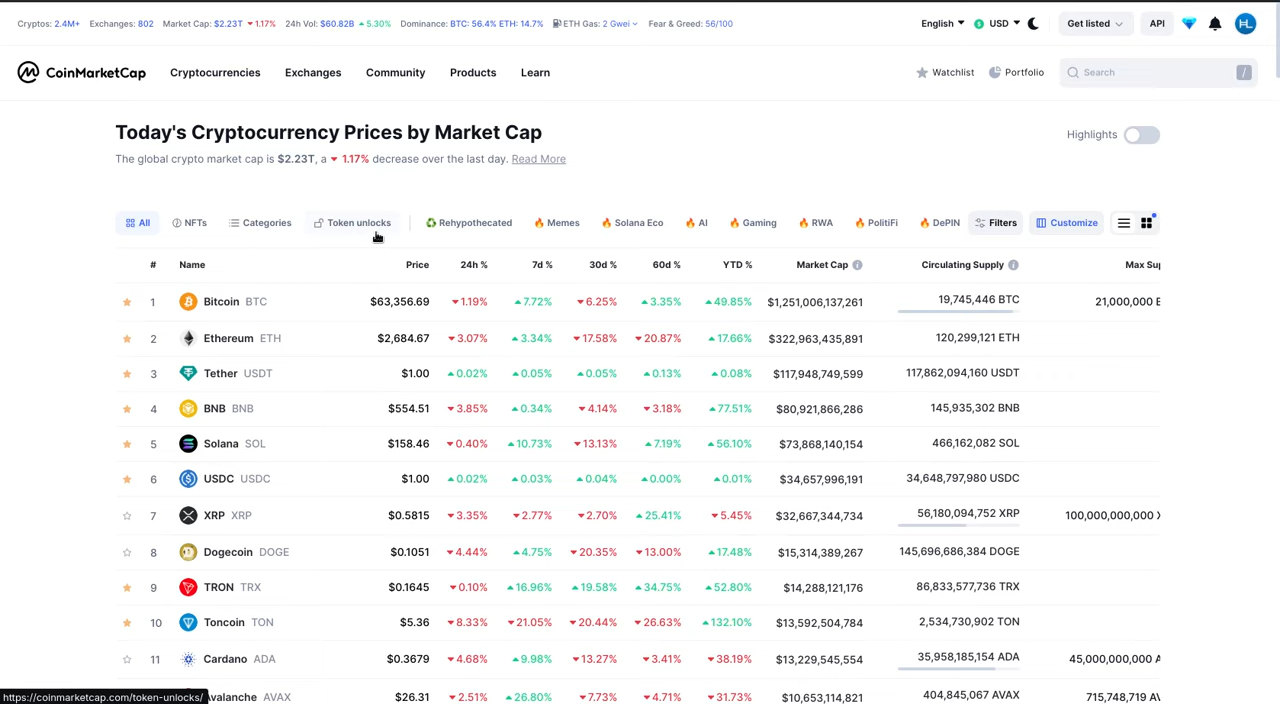 Cryptos: 2.4M+ Exchanges: 802 Market Cap: $2.23T 1.17% 24h Vol: $60.82B 5.30% Dominance: BTC: 56.4% ETH: 14.7% ETH Gas: 2 Gwei Fear & Greed: 56/100 English USD Get listed API HL
CoinMarketCap Cryptocurrencies Exchanges Community Products Learn Watchlist Portfolio Search /
Today's Cryptocurrency Prices by Market Cap Highlights
The global crypto market cap is $2.23T, a 1.17% decrease over the last day. Read More
All NFTs Categories Token unlocks Rehypothecated Memes Solana Eco AI Gaming RWA PolitiFi DePIN Filters Customize
# Name Price 24h % 7d % 30d % 60d % YTD % Market Cap Circulating Supply Max Sup
1 Bitcoin BTC $63,356.69 1.19% 7.72% 6.25% 3.35% 49.85% $1,251,006,137,261 19,745,446 BTC 21,000,000 B
2 Ethereum ETH $2,684.67 3.07% 3.34% 17.58% 20.87% 17.66% $322,963,435,891 120,299,121 ETH
3 Tether USDT $1.00 0.02% 0.05% 0.05% 0.13% 0.08% $117,948,749,599 117,862,094,160 USDT
4 BNB BNB $554.51 3.85% 0.34% 4.14% 3.18% 77.51% $80,921,866,286 145,935,302 BNB
5 Solana SOL $158.46 0.40% 10.73% 13.13% 7.19% 56.10% $73,868,140,154 466,162,082 SOL
6 USDC USDC $1.00 0.02% 0.03% 0.04% 0.00% 0.01% $34,657,996,191 34,648,797,980 USDC
7 XRP XRP $0.5815 3.35% 2.77% 2.70% 25.41% 5.45% $32,667,344,734 56,180,094,752 XRP 100,000,000,000 X
8 Dogecoin DOGE $0.1051 4.44% 4.75% 20.35% 13.00% 17.48% $15,314,389,267 145,696,686,384 DOGE
9 TRON TRX $0.1645 0.10% 16.96% 19.58% 34.75% 52.80% $14,288,121,176 86,833,577,736 TRX
10 Toncoin TON $5.36 8.33% 21.05% 20.44% 26.63% 132.10% $13,592,504,784 2,534,730,902 TON
11 Cardano ADA $0.3679 4.68% 9.98% 13.27% 3.41% 38.19% $13,229,545,554 35,958,185,154 ADA 45,000,000,000 A
https://coinmarketcap.com/token-unlocks/ valanche AVAX $26.31 2.51% 26.80% 7.73% 4.71% 31.73% $10,653,114,821 404,845,067 AVAX 715,748,719 AV